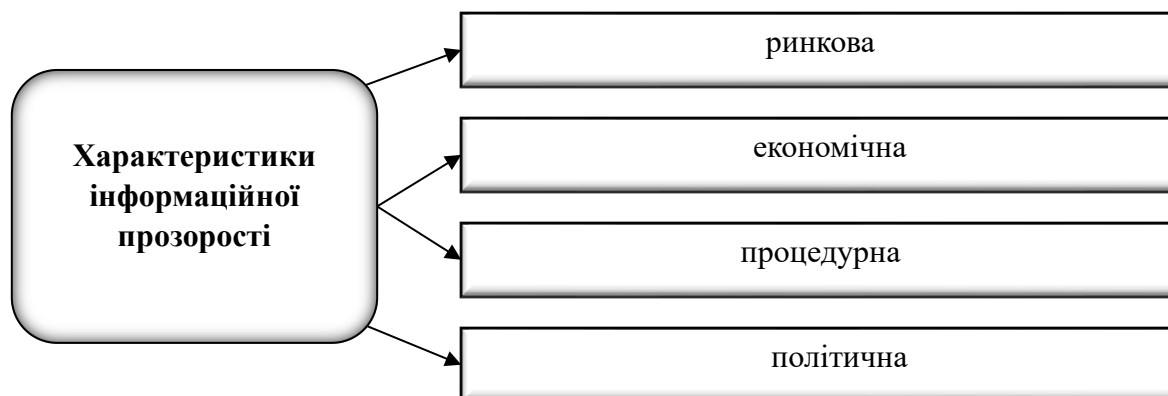 Характеристики
інформаційної
прозорості
ринкова
економічна
процедурна
політична